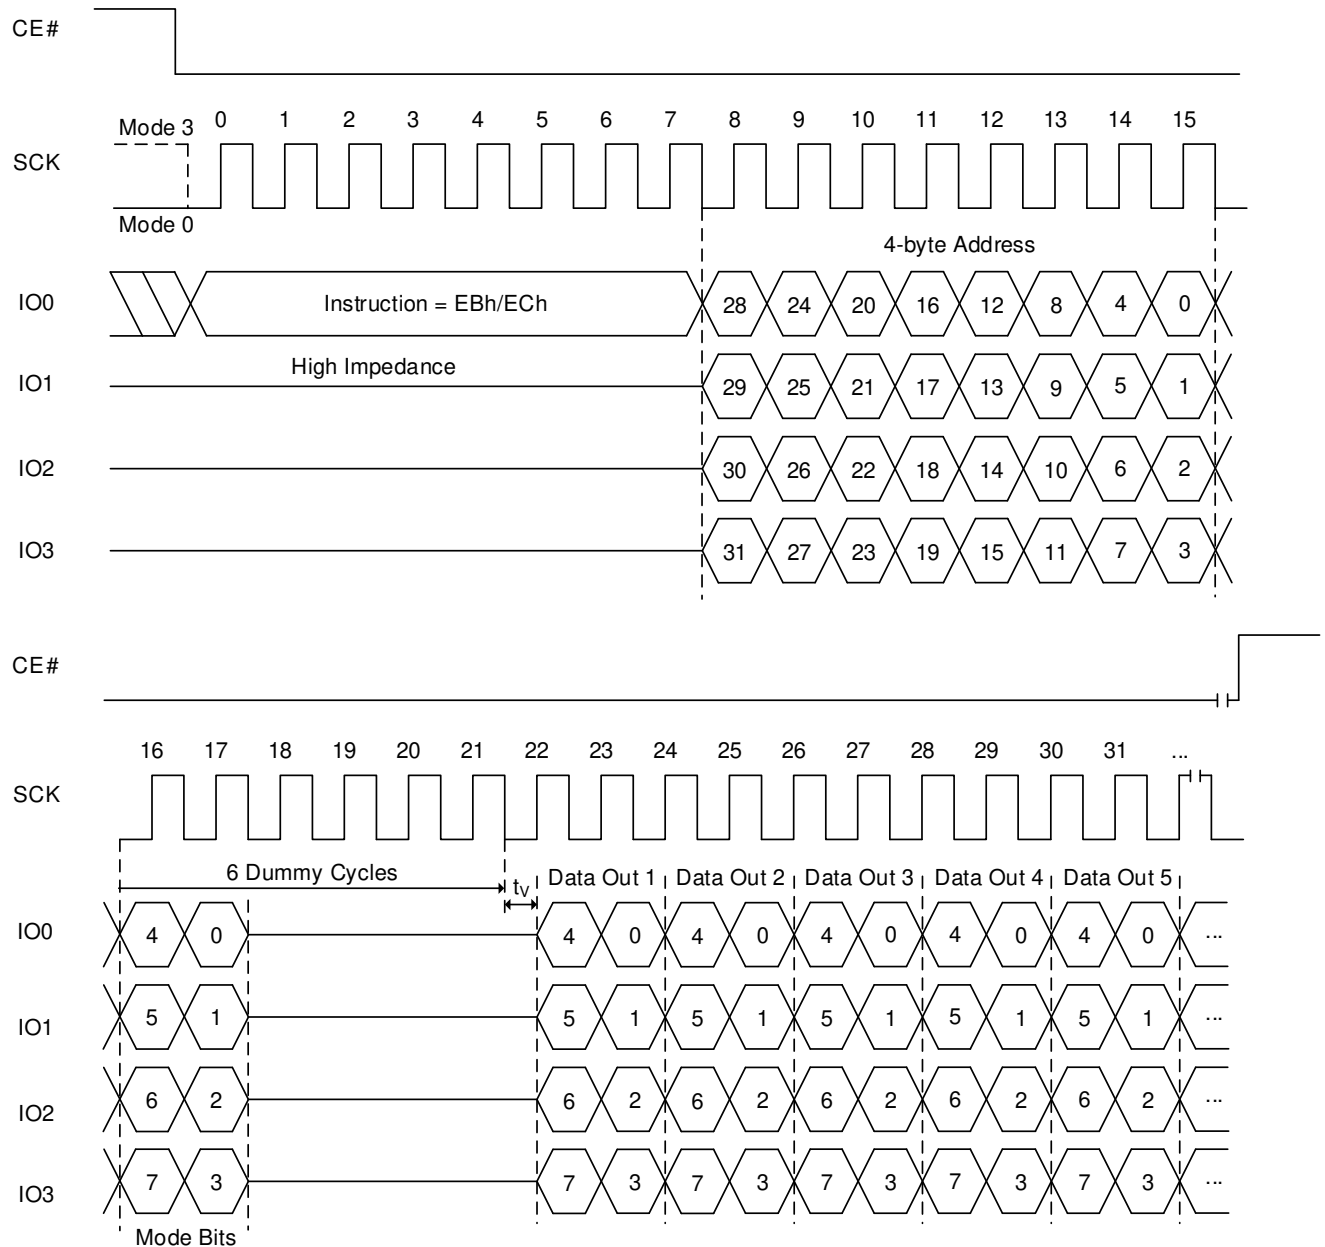 CE#
Mode 3 0 1 2 3 4 5 6 7 8 9 10 11 12 13 14 15
SCK
Mode 0
4-byte Address
IO0 Instruction = EBh/ECh 28 24 20 16 12 8 4 0
High Impedance
IO1 29 25 21 17 13 9 5 1
IO2 30 26 22 18 14 10 6 2
IO3 31 27 23 19 15 11 7 3
CE#
16 17 18 19 20 21 22 23 24 25 26 27 28 29 30 31 ...
SCK
6 Dummy Cycles tV Data Out 1 Data Out 2 Data Out 3 Data Out 4 Data Out 5
IO0 4 0 4 0 4 0 4 0 4 0 4 0 ...
IO1 5 1 5 1 5 1 5 1 5 1 5 1 ...
IO2 6 2 6 2 6 2 6 2 6 2 6 2 ...
IO3 7 3 7 3 7 3 7 3 7 3 7 3 ...
Mode Bits